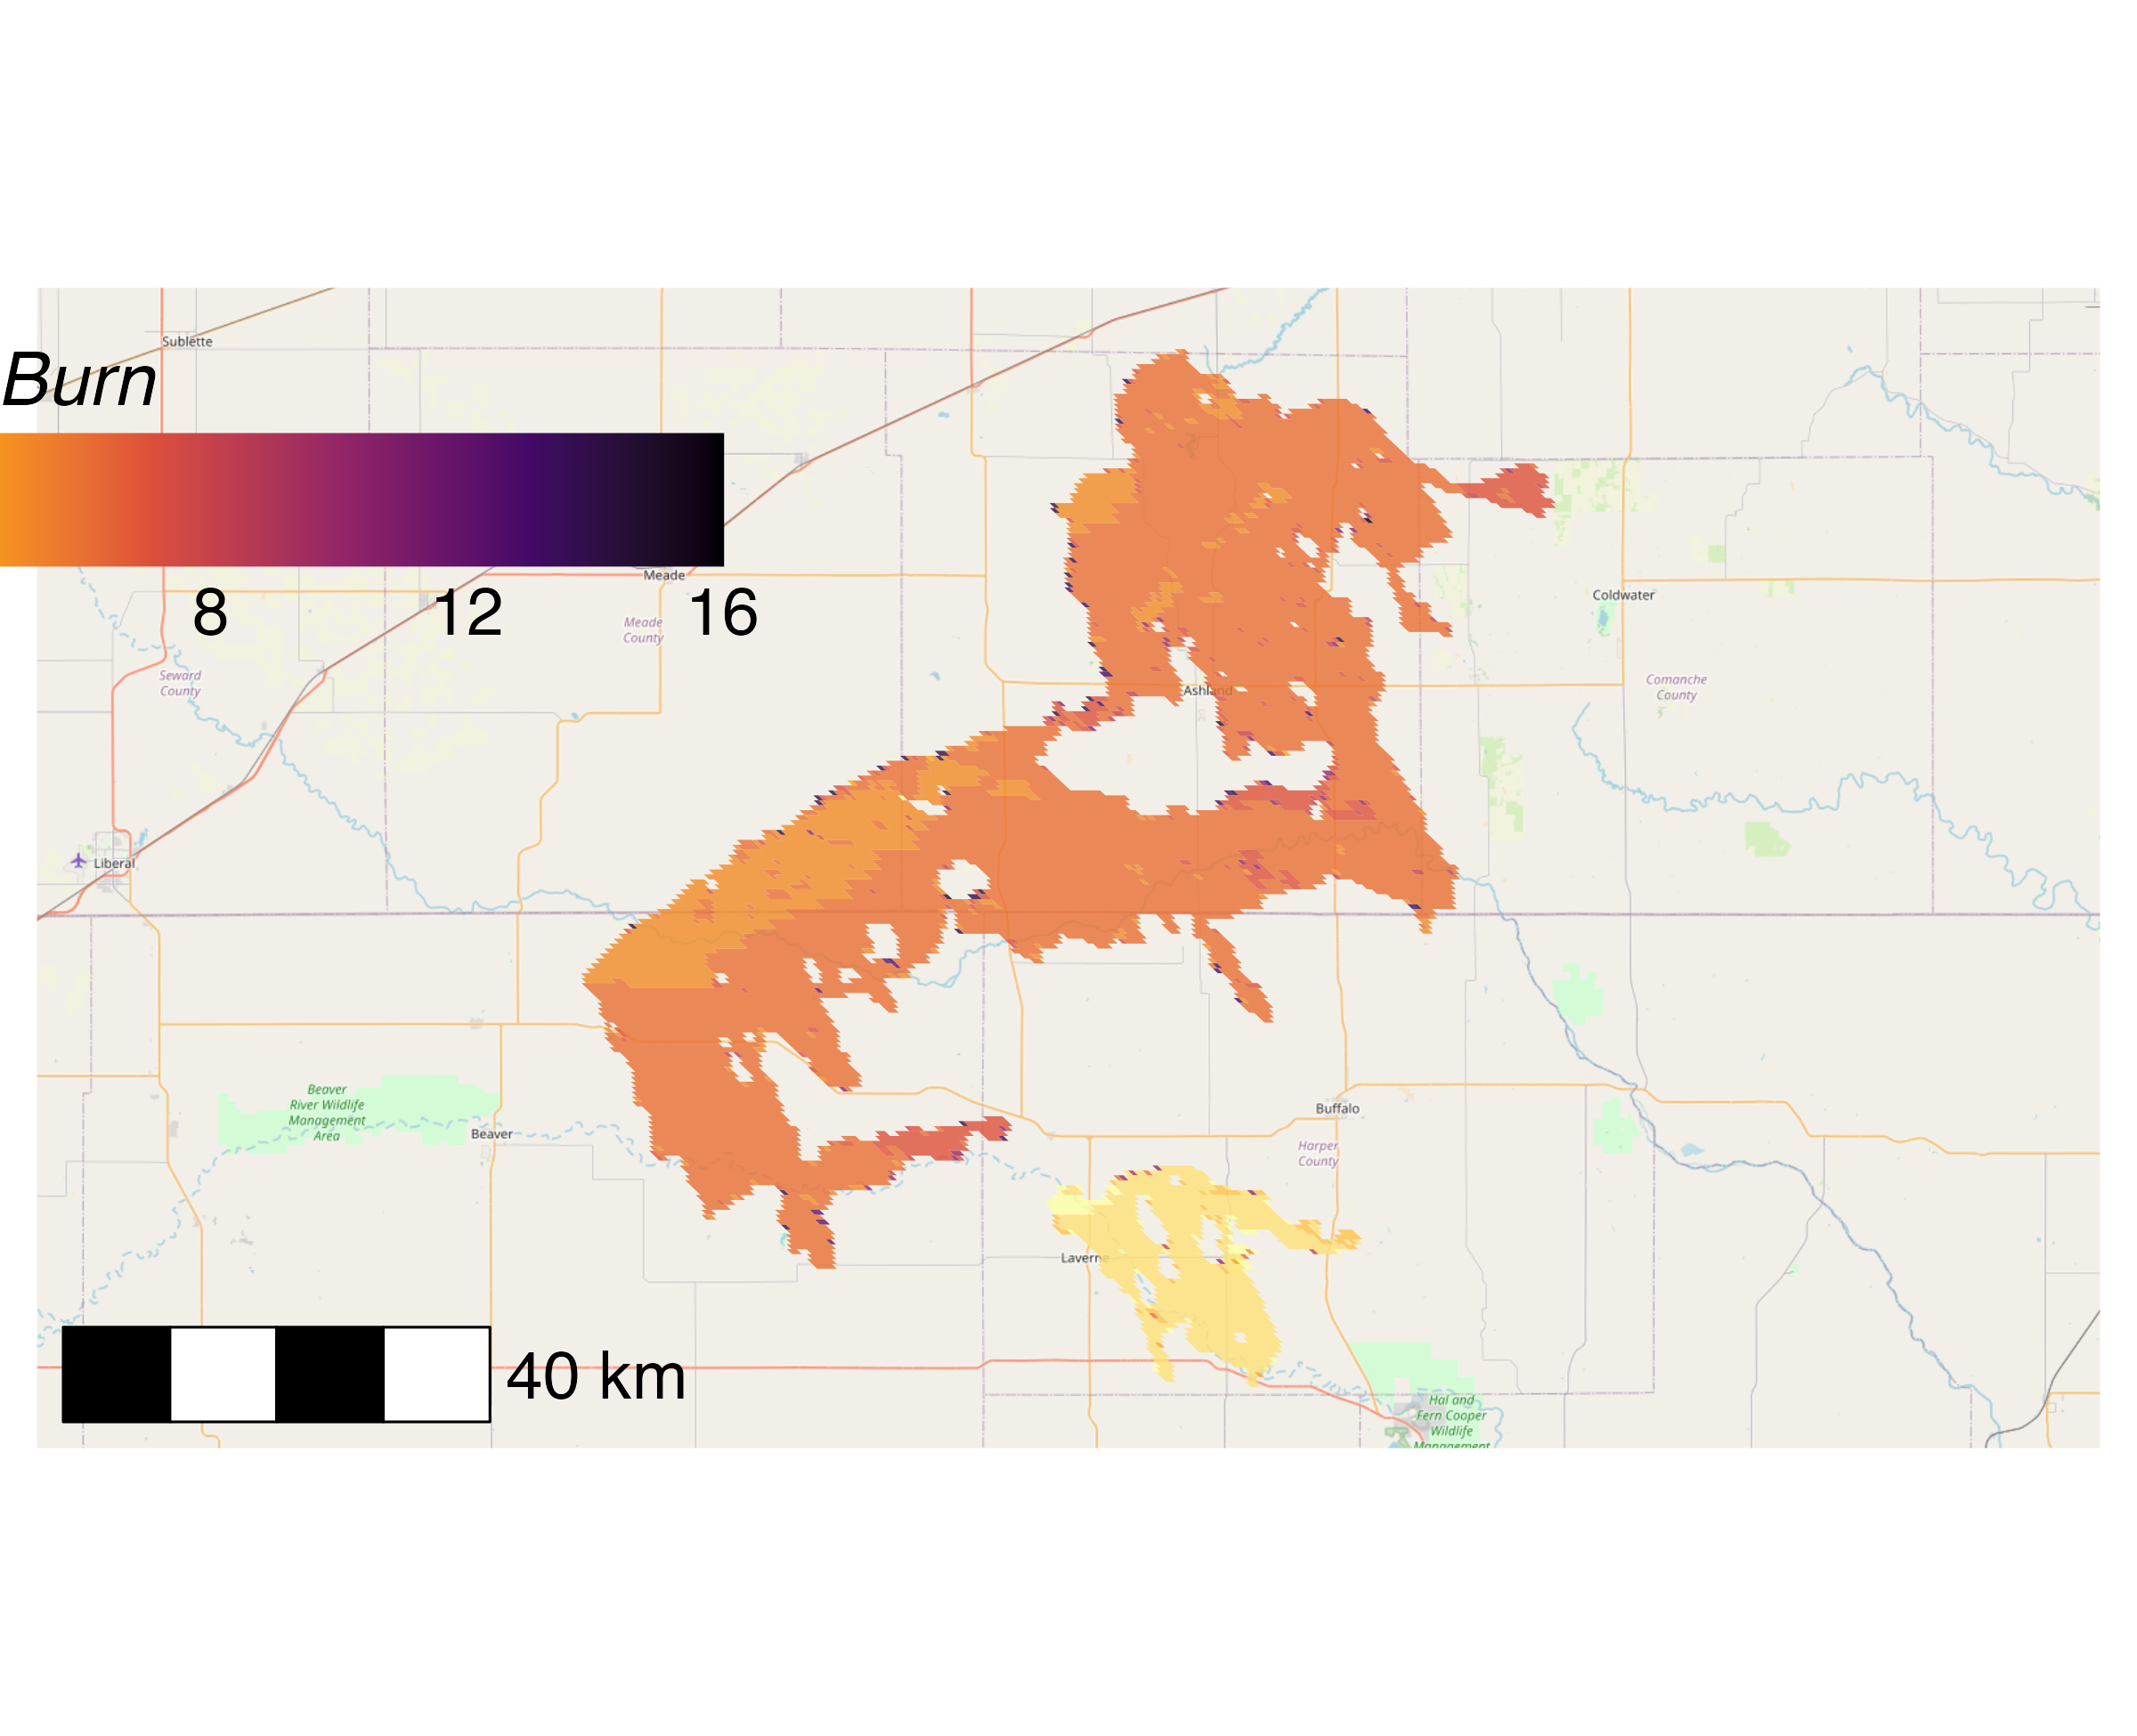 Sublette
Burn
8 12 16
Meade
Meade
County
Coldwater
Seward
County
Ashland
Comanche
County
Liberal
Beaver
River Wildlife
Management
Area
Beaver
Buffalo
Harper
County
Laverne
40 km
Hal and
Fern Cooper
Wildlife
Management